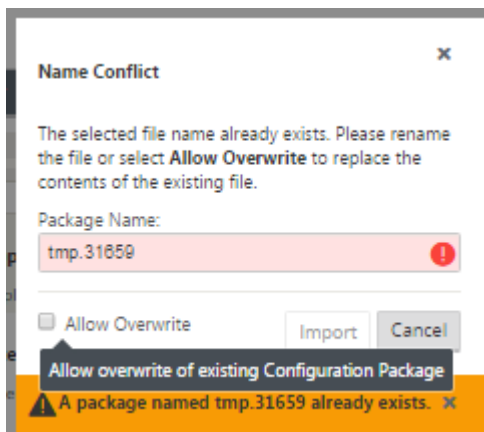 Name Conflict
The selected file name already exists. Please rename
the file or select Allow Overwrite to replace the
contents of the existing file.
Package Name:
tmp.31659
Allow Overwrite
Import
Cancel
Allow overwrite of existing Configuration Package
A package named tmp.31659 already exists.